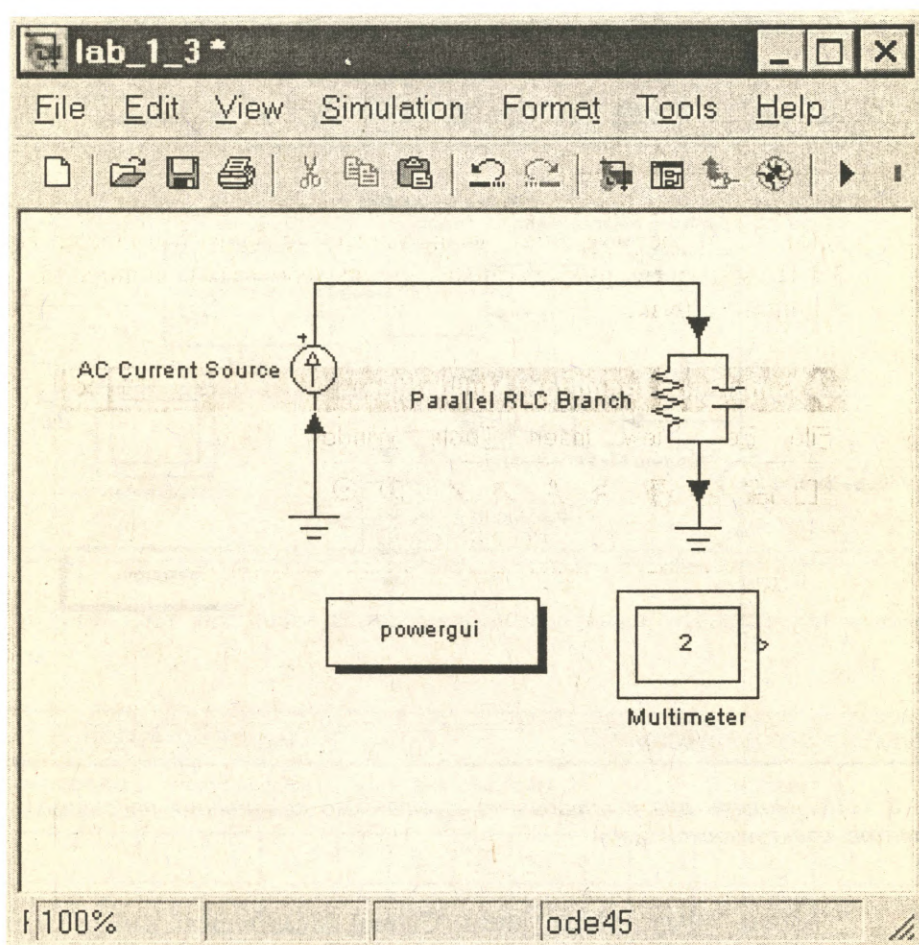 lab_1_3 *
File Edit View Simulation Format Tools Help
+
AC Current Source
Parallel RLC Branch
powergui
2
Multimeter
100%
ode45